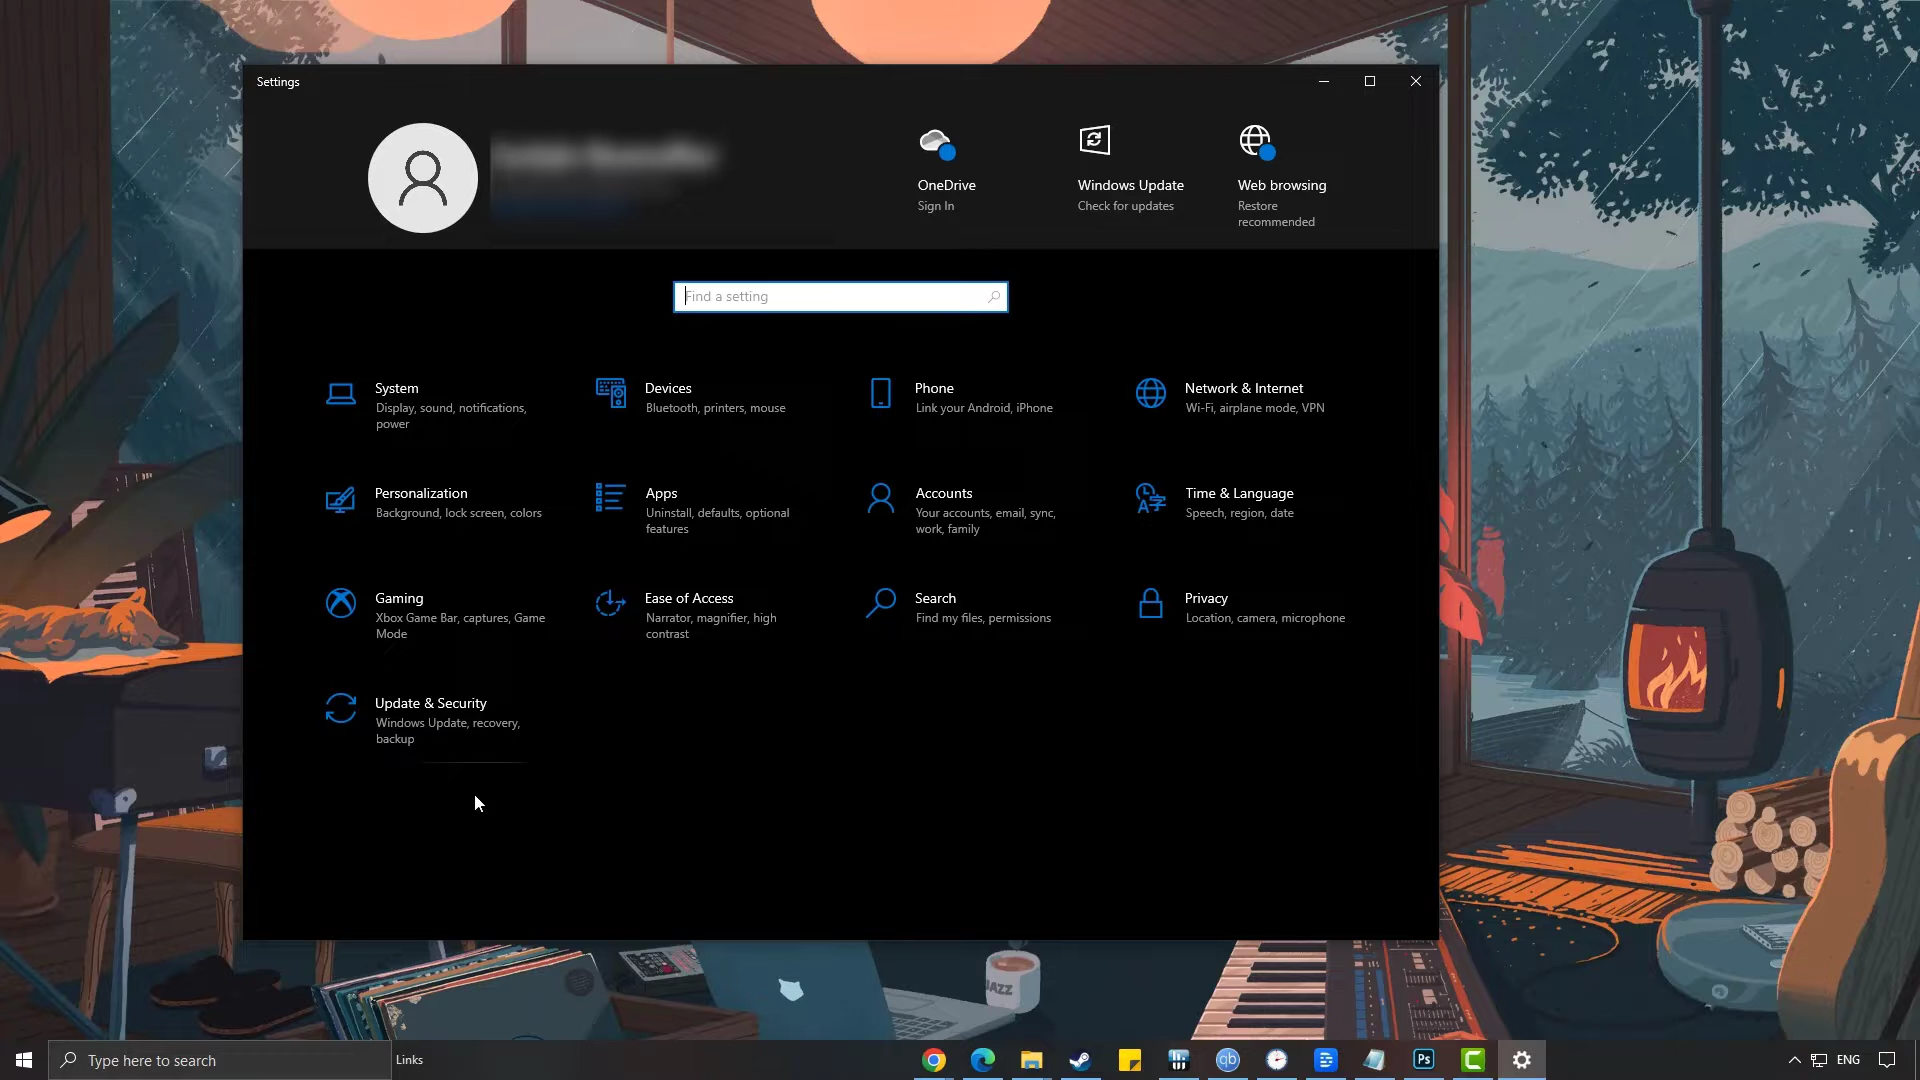 Settings
OneDrive
Sign In
Windows Update
Check for updates
Web browsing
Restore
recommended
Find a setting
System
Display, sound, notifications,
power
Devices
Bluetooth, printers, mouse
Phone
Link your Android, iPhone
Network & Internet
Wi-Fi, airplane mode, VPN
Personalization
Background, lock screen, colors
Apps
Uninstall, defaults, optional
features
Accounts
Your accounts, email, sync,
work, family
Time & Language
Speech, region, date
Gaming
Xbox Game Bar, captures, Game
Mode
Ease of Access
Narrator, magnifier, high
contrast
Search
Find my files, permissions
Privacy
Location, camera, microphone
Update & Security
Windows Update, recovery,
backup
JAZZ
Type here to search
Links
qb
Ps
ENG